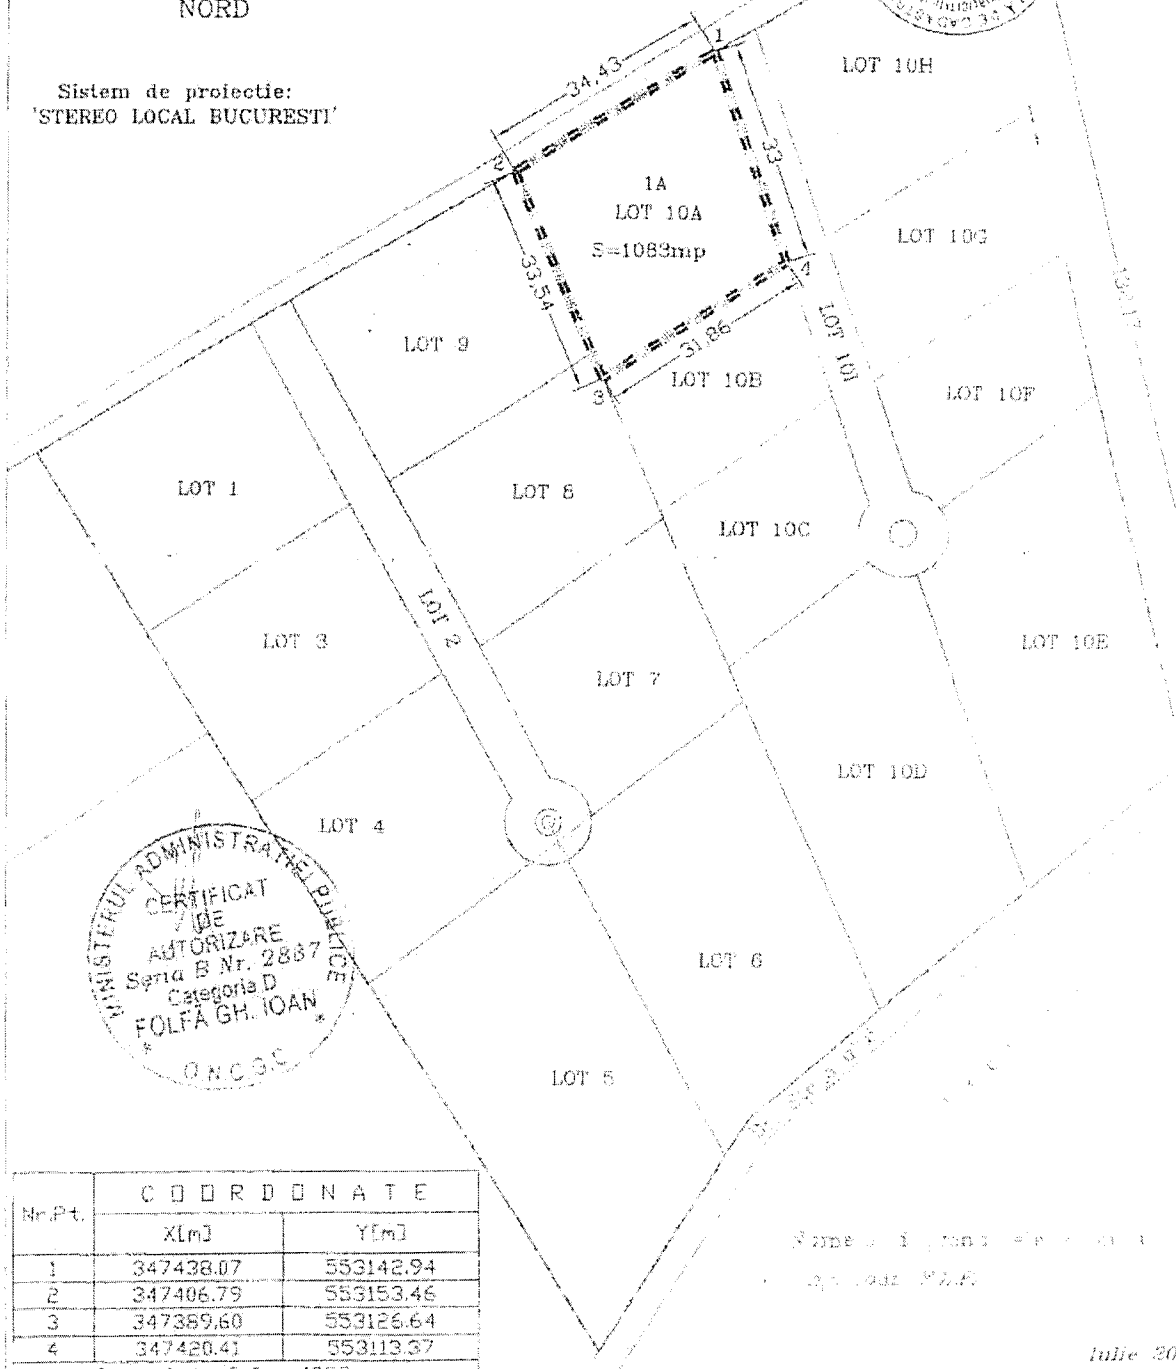 NORD
Sistem de proiectie:
'STEREO LOCAL BUCURESTI'
1
34,43
2
LOT 10H
33
1A
LOT 10A
S=1083mp
LOT 10G
4
33,54
31,86
3
LOT 9
LOT 10B
LOT 10I
LOT 10F
LOT 1
LOT 8
LOT 10C
LOT 2
LOT 3
LOT 7
LOT 10E
LOT 10D
LOT 4
MINISTERUL ADMINISTRATIEI PUBLICE
CERTIFICAT
DE
AUTORIZARE
Seria B Nr. 2867
Categoria D
FOLFĂ GH. IOAN
* *
O.N.C.G.C
LOT 6
LOT 5
Nr.Pt. COORDONATE
X[m] Y[m]
1 347438.07 553142.94
2 347406.79 553153.46
3 347389.60 553126.64
4 347420.41 553113.37
Iulie